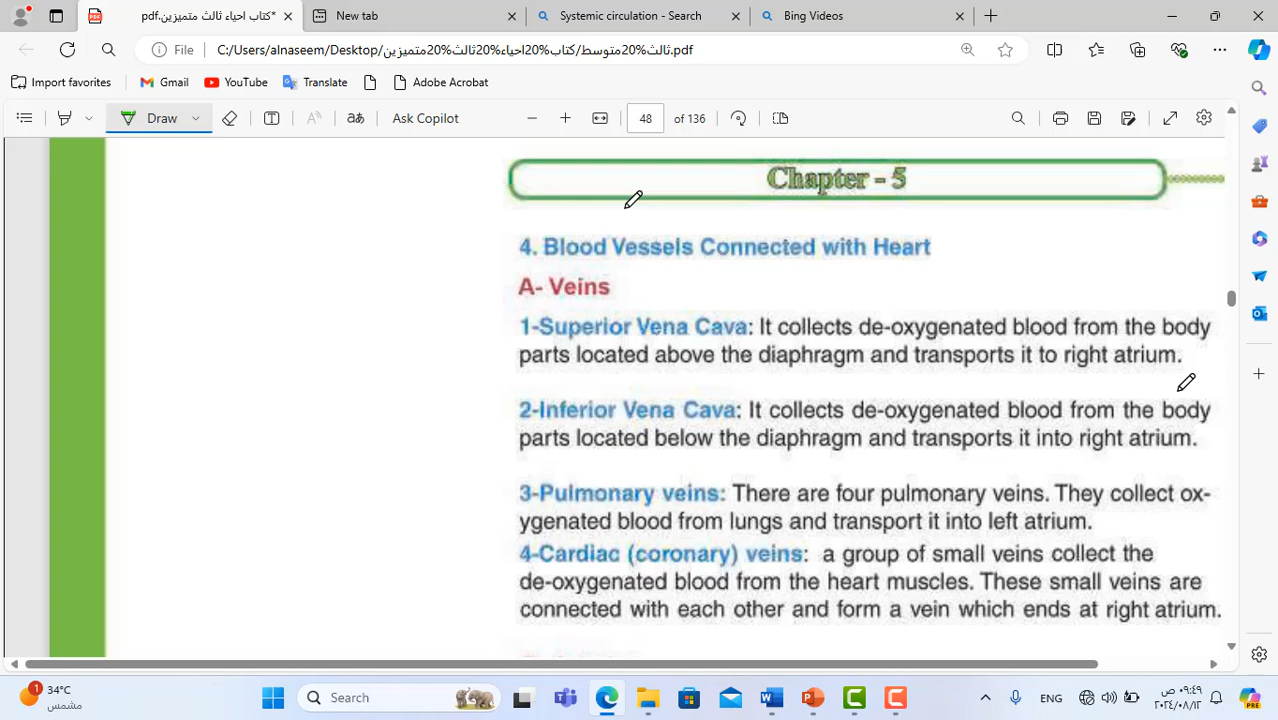 كتاب احياء ثالث متميزين.pdf*
New tab
Systemic circulation - Search
Bing Videos
File
C:/Users/alnaseem/Desktop/ثالث%20متوسط/كتاب%20احياء%20ثالث%20متميزين.pdf
Import favorites
Gmail
YouTube
Translate
Adobe Acrobat
Draw
Ask Copilot
48
of 136
Chapter - 5
4. Blood Vessels Connected with Heart
A- Veins
1-Superior Vena Cava: It collects de-oxygenated blood from the body
parts located above the diaphragm and transports it to right atrium.
2-Inferior Vena Cava: It collects de-oxygenated blood from the body
parts located below the diaphragm and transports it into right atrium.
3-Pulmonary veins: There are four pulmonary veins. They collect ox-
ygenated blood from lungs and transport it into left atrium.
4-Cardiac (coronary) veins: a group of small veins collect the
de-oxygenated blood from the heart muscles. These small veins are
connected with each other and form a vein which ends at right atrium.
1
34°C
مشمس
Search
ENG
٠٩:٤٩ ص
٢٠٢٤/٠٨/١٢
PRE